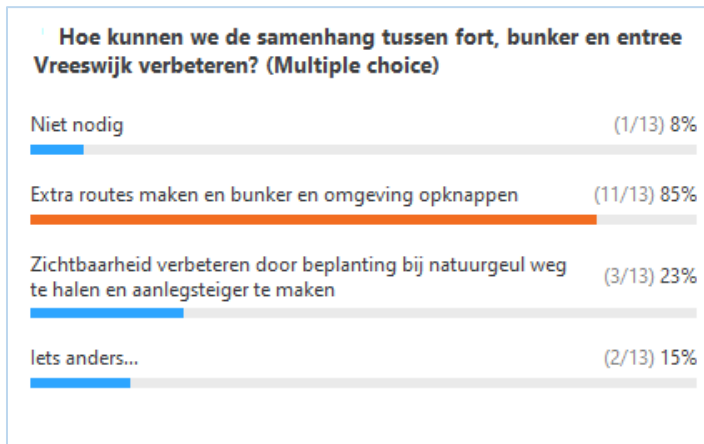 Hoe kunnen we de samenhang tussen fort, bunker en entree
Vreeswijk verbeteren? (Multiple choice)
Niet nodig (1/13) 8%
Extra routes maken en bunker en omgeving opknappen (11/13) 85%
Zichtbaarheid verbeteren door beplanting bij natuurgeul weg
te halen en aanlegsteiger te maken (3/13) 23%
Iets anders... (2/13) 15%